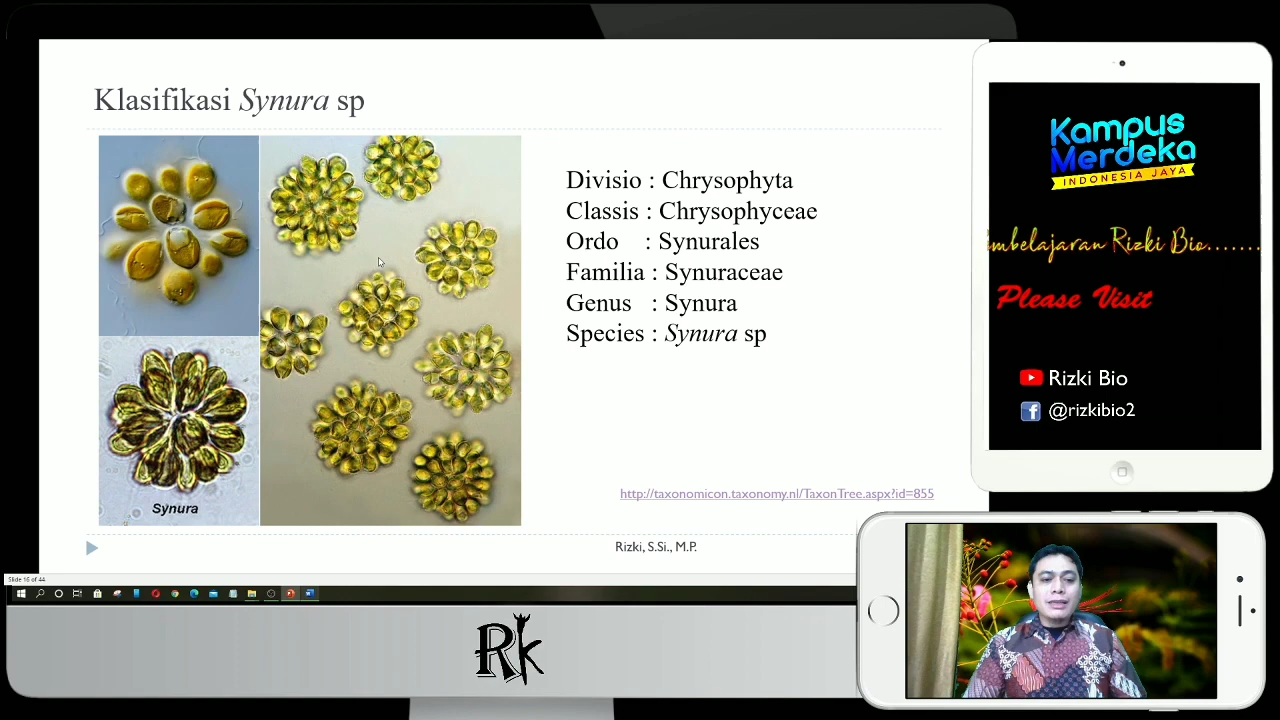 Klasifikasi Synura sp
Divisio : Chrysophyta
Classis : Chrysophyceae
Ordo : Synurales
Familia : Synuraceae
Genus : Synura
Species : Synura sp
Synura
http://taxonomicon.taxonomy.nl/TaxonTree.aspx?id=855
Rizki, S.Si., M.P.
Slide 16 of 44
Rk
Kampus
Merdeka
INDONESIA JAYA
mbelajaran Rizki Bio.......
Please Visit
Rizki Bio
@rizkibio2